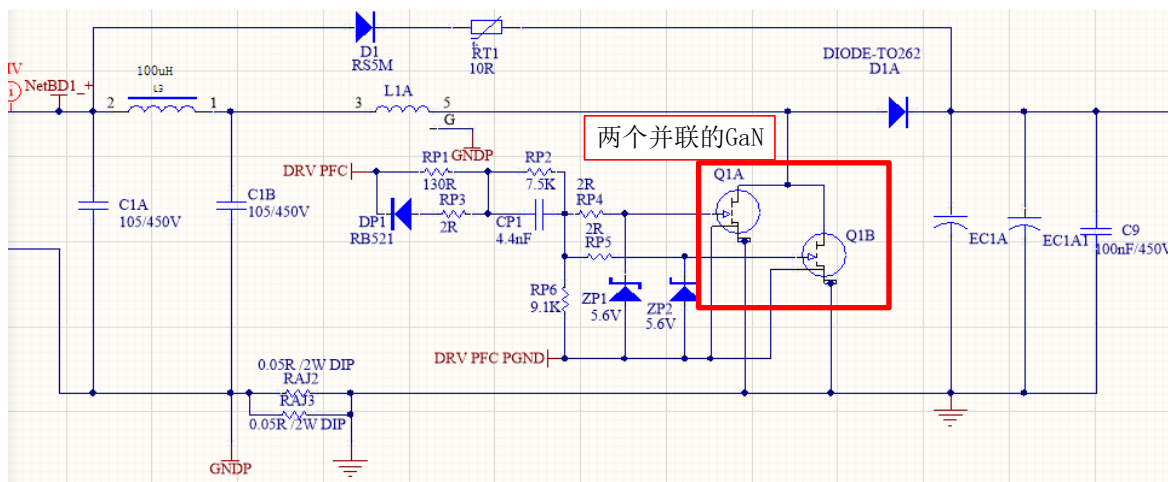 D1
RS5M
RT1
10R
DIODE-TO262
D1A
IV
NetBD1_+
100uH
L3
2
1
3
L1A
5
G
GNDP
两个并联的GaN
DRV PFC
RP1
130R
RP2
7.5K
2R
RP4
Q1A
DP1
RB521
RP3
2R
CP1
4.4nF
2R
RP5
Q1B
C1A
105/450V
C1B
105/450V
EC1A
EC1A1
C9
100nF/450V
RP6
9.1K
ZP1
5.6V
ZP2
5.6V
DRV PFC PGND
0.05R /2W DIP
RAJ2
RAJ3
0.05R /2W DIP
GNDP